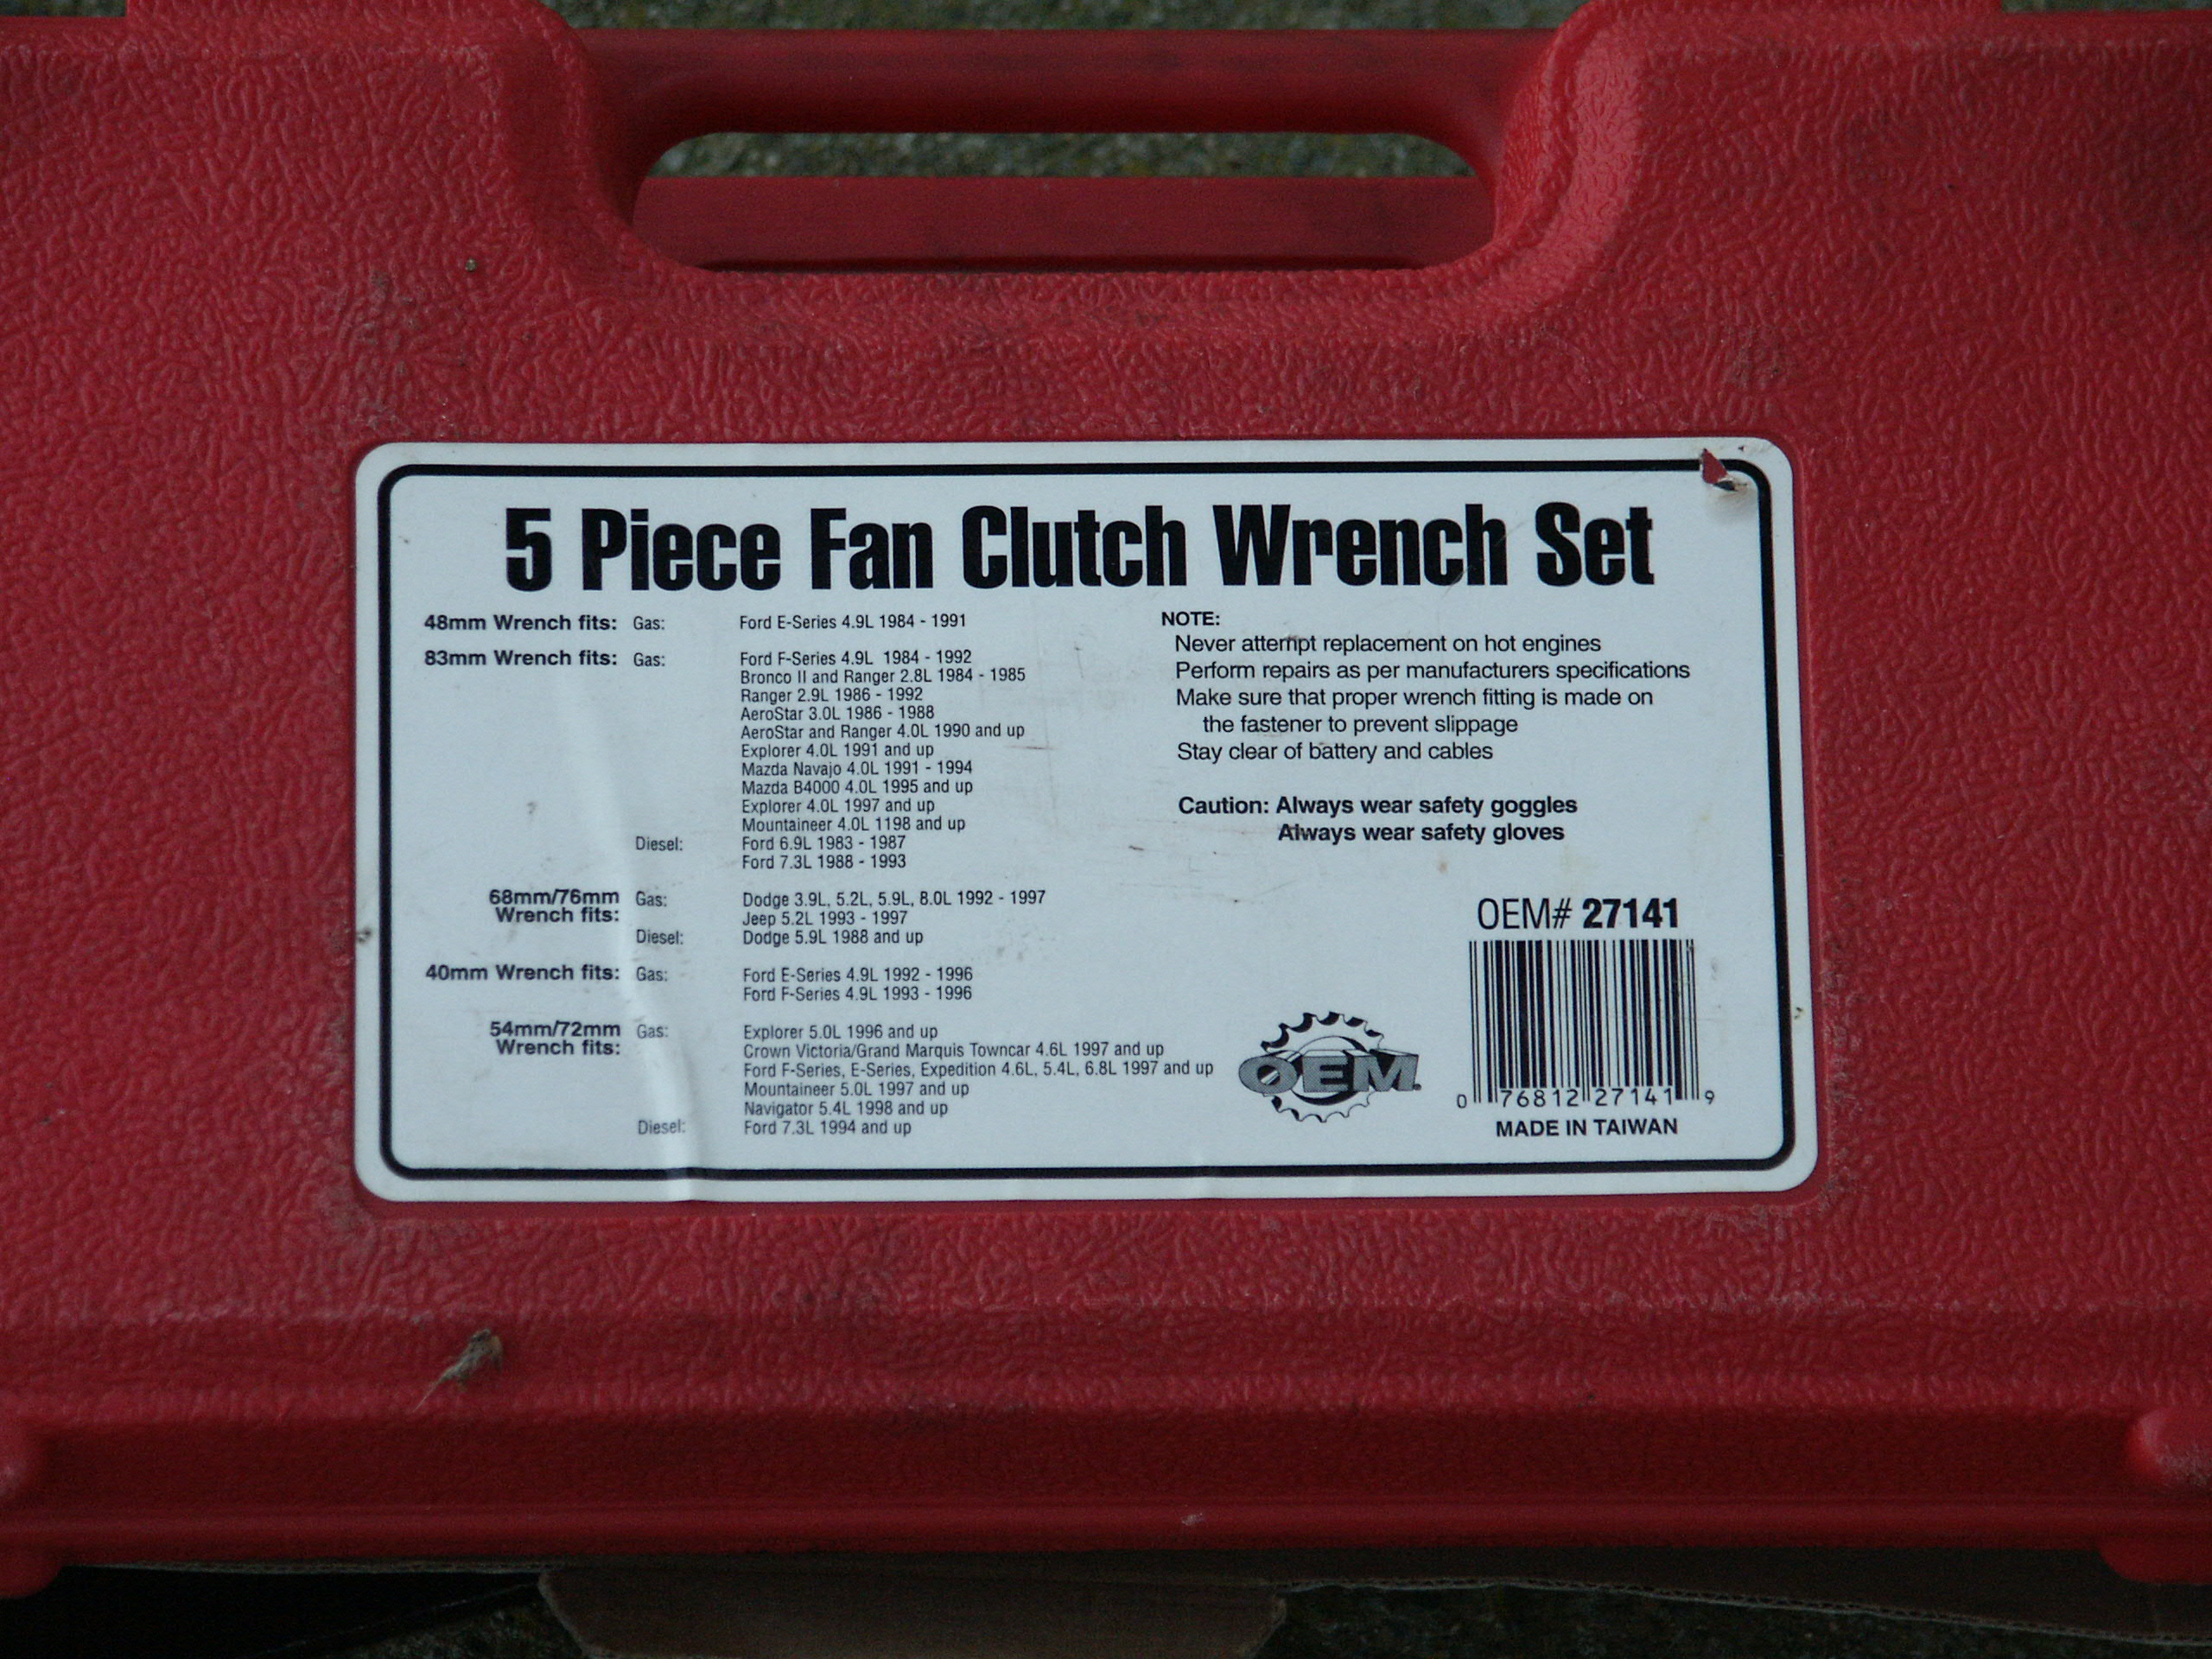 5 Piece Fan Clutch Wrench Set
48mm Wrench fits: Gas: Ford E-Series 4.9L 1984 - 1991
83mm Wrench fits: Gas: Ford F-Series 4.9L 1984 - 1992
Bronco II and Ranger 2.8L 1984 - 1985
Ranger 2.9L 1986 - 1992
AeroStar 3.0L 1986 - 1988
AeroStar and Ranger 4.0L 1990 and up
Explorer 4.0L 1991 and up
Mazda Navajo 4.0L 1991 - 1994
Mazda B4000 4.0L 1995 and up
Explorer 4.0L 1997 and up
Mountaineer 4.0L 1198 and up
Diesel: Ford 6.9L 1983 - 1987
Ford 7.3L 1988 - 1993
68mm/76mm Gas: Dodge 3.9L, 5.2L, 5.9L, 8.0L 1992 - 1997
Wrench fits: Jeep 5.2L 1993 - 1997
Diesel: Dodge 5.9L 1988 and up
40mm Wrench fits: Gas: Ford E-Series 4.9L 1992 - 1996
Ford F-Series 4.9L 1993 - 1996
54mm/72mm Gas: Explorer 5.0L 1996 and up
Wrench fits: Crown Victoria/Grand Marquis Towncar 4.6L 1997 and up
Ford F-Series, E-Series, Expedition 4.6L, 5.4L, 6.8L 1997 and up
Mountaineer 5.0L 1997 and up
Navigator 5.4L 1998 and up
Diesel: Ford 7.3L 1994 and up
NOTE:
Never attempt replacement on hot engines
Perform repairs as per manufacturers specifications
Make sure that proper wrench fitting is made on
the fastener to prevent slippage
Stay clear of battery and cables
Caution: Always wear safety goggles
Always wear safety gloves
OEM# 27141
OEM.
0 76812 27141 9
MADE IN TAIWAN